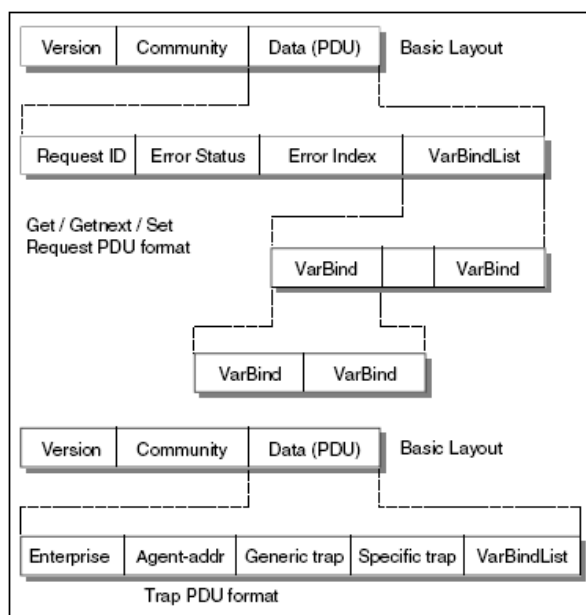 Version Community Data (PDU) Basic Layout
Request ID Error Status Error Index VarBindList
Get / Getnext / Set
Request PDU format
VarBind VarBind
VarBind VarBind
Version Community Data (PDU) Basic Layout
Enterprise Agent-addr Generic trap Specific trap VarBindList
Trap PDU format